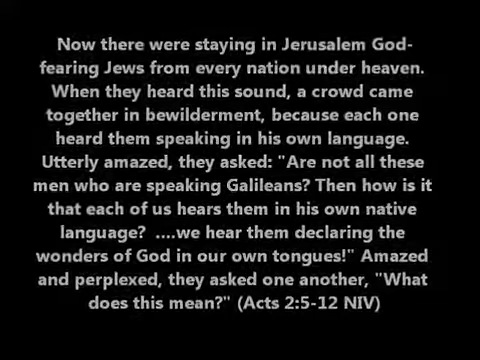 Now there were staying in Jerusalem God-
fearing Jews from every nation under heaven.
When they heard this sound, a crowd came
together in bewilderment, because each one
heard them speaking in his own language.
Utterly amazed, they asked: "Are not all these
men who are speaking Galileans? Then how is it
that each of us hears them in his own native
language?  ....we hear them declaring the
wonders of God in our own tongues!" Amazed
and perplexed, they asked one another, "What
does this mean?" (Acts 2:5-12 NIV)